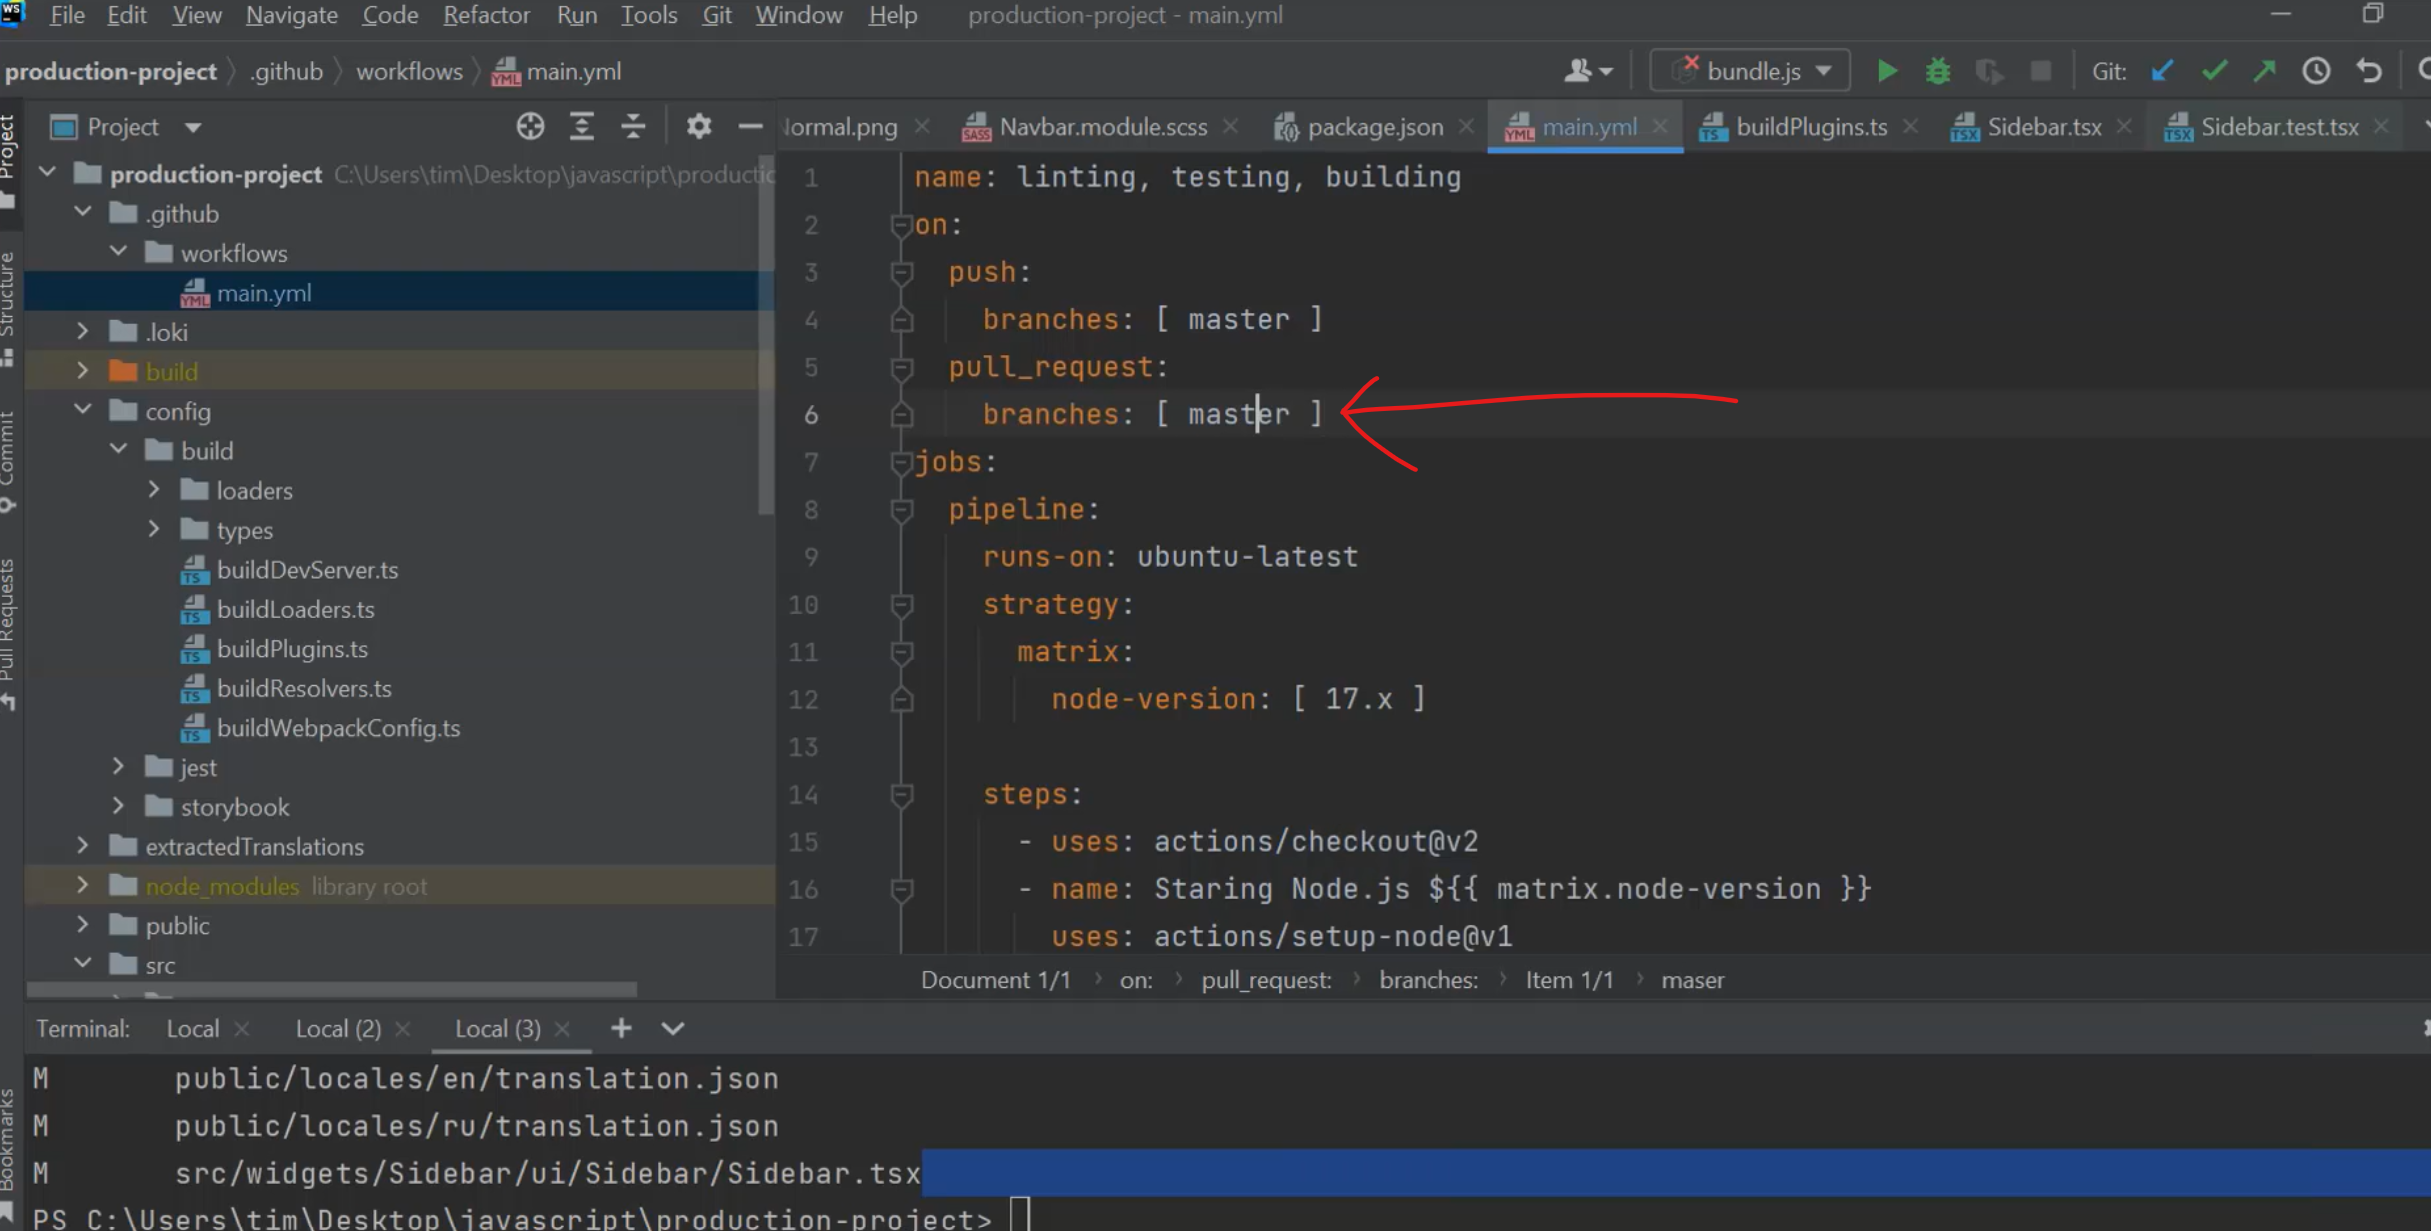 WS File Edit View Navigate Code Refactor Run Tools Git Window Help production-project - main.yml
production-project .github workflows main.yml bundle.js Git:
Project Normal.png Navbar.module.scss package.json main.yml buildPlugins.ts Sidebar.tsx Sidebar.test.tsx
production-project C:\Users\tim\Desktop\javascript\productic
.github
workflows
main.yml
.loki
build
config
build
loaders
types
buildDevServer.ts
buildLoaders.ts
buildPlugins.ts
buildResolvers.ts
buildWebpackConfig.ts
jest
storybook
extractedTranslations
node_modules library root
public
src
Project
Structure
Commit
Pull Requests
Bookmarks
1 name: linting, testing, building
2 on:
3 push:
4 branches: [ master ]
5 pull_request:
6 branches: [ master ]
7 jobs:
8 pipeline:
9 runs-on: ubuntu-latest
10 strategy:
11 matrix:
12 node-version: [ 17.x ]
13
14 steps:
15 - uses: actions/checkout@v2
16 - name: Staring Node.js ${{ matrix.node-version }}
17 uses: actions/setup-node@v1
Document 1/1 on: pull_request: branches: Item 1/1 maser
Terminal: Local Local (2) Local (3)
M public/locales/en/translation.json
M public/locales/ru/translation.json
M src/widgets/Sidebar/ui/Sidebar/Sidebar.tsx
PS C:\Users\tim\Desktop\javascript\production-project>